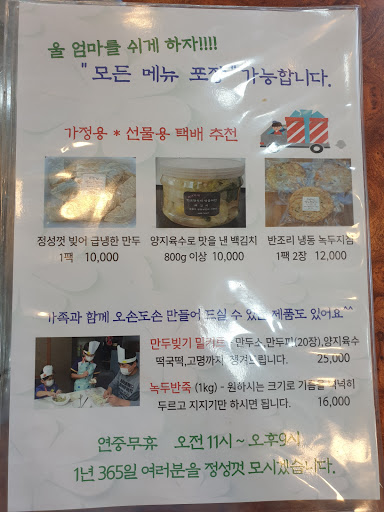 울 엄마를 쉬게 하자!!!!
"모든 메뉴 포장" 가능합니다.
가정용 * 선물용 택배 추천
정성껏 빚어 급냉한 만두
1팩 10,000
양지육수로 맛을 낸 백김치
800g 이상 10,000
반조리 냉동 녹두지짐
1팩 2장 12,000
가족과 함께 오손도손 만들어 드실 수 있는 제품도 있어요.^^
만두빚기 밀키트 - 만두소,만두피(20장),양지육수
떡국떡,고명까지 챙겨드립니다. 25,000
녹두반죽 (1kg) - 원하시는 크기로 기름을 넉넉히
두르고 지지기만 하시면 됩니다. 16,000
연중무휴 오전 11시 ~ 오후9시
1년 365일 여러분을 정성껏 모시겠습니다.